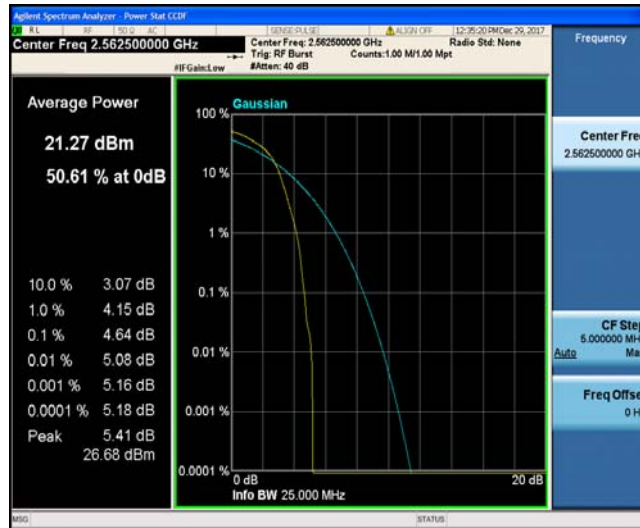 Agilent Spectrum Analyzer - Power Stat CCDF
RL RF 50 Ω AC SENSE:PULSE ALIGN OFF 12:35:20 PM Dec 29, 2017
Center Freq 2.562500000 GHz
Center Freq: 2.562500000 GHz Radio Std: None
Trig: RF Burst Counts:1.00 M/1.00 Mpt
#IFGain:Low #Atten: 40 dB
Frequency
Average Power
21.27 dBm
50.61 % at 0dB
10.0 % 3.07 dB
1.0 % 4.15 dB
0.1 % 4.64 dB
0.01 % 5.08 dB
0.001 % 5.16 dB
0.0001 % 5.18 dB
Peak 5.41 dB
26.68 dBm
Gaussian
100 %
10 %
1 %
0.1 %
0.01 %
0.001 %
0.0001 %
0 dB 20 dB
Info BW 25.000 MHz
Center Fre
2.562500000 GH
CF Step
5.000000 MH
Auto Ma
Freq Offse
0 H
MSG STATUS